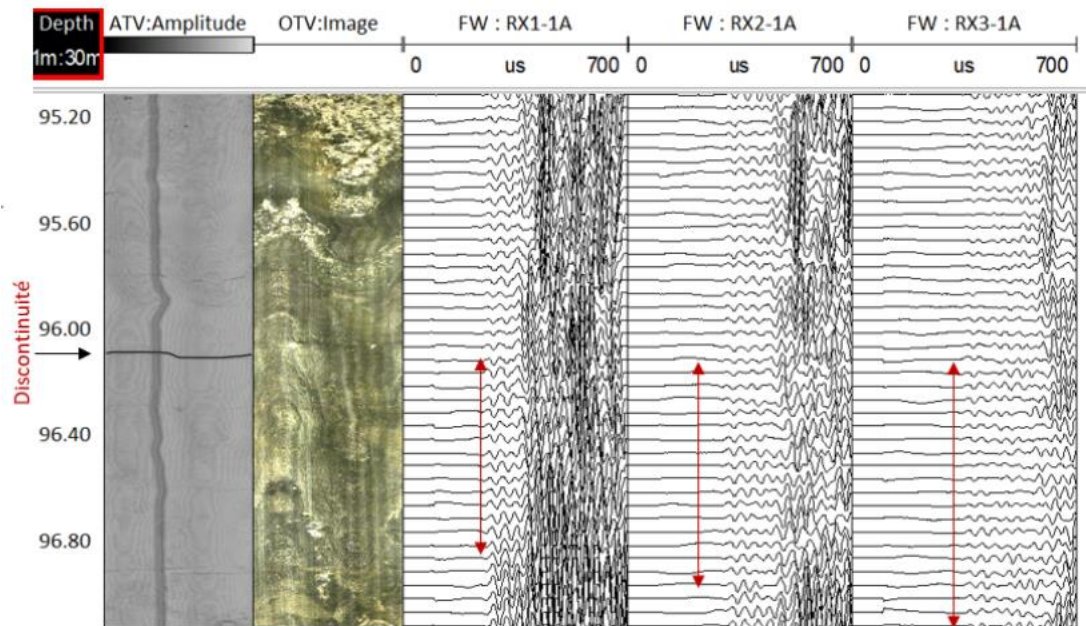 Depth
1m:30m
ATV:Amplitude
OTV:Image
FW : RX1-1A
0 us 700
FW : RX2-1A
0 us 700
FW : RX3-1A
0 us 700
95.20
95.60
96.00
96.40
96.80
Discontinuité